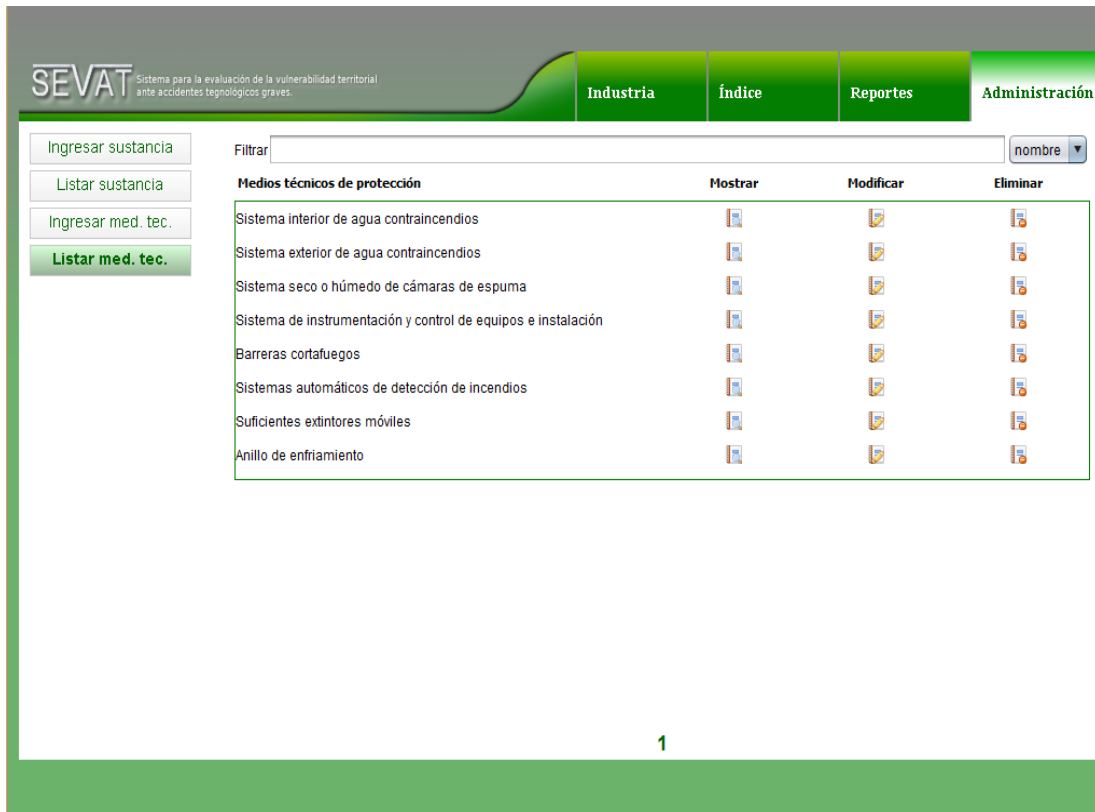 SEVAT
Sistema para la evaluación de la vulnerabilidad territorial
ante accidentes tegnológicos graves.
Industria
Índice
Reportes
Administración
Ingresar sustancia
Listar sustancia
Ingresar med. tec.
Listar med. tec.
Filtrar
nombre
Medios técnicos de protección Mostrar Modificar Eliminar
Sistema interior de agua contraincendios
Sistema exterior de agua contraincendios
Sistema seco o húmedo de cámaras de espuma
Sistema de instrumentación y control de equipos e instalación
Barreras cortafuegos
Sistemas automáticos de detección de incendios
Suficientes extintores móviles
Anillo de enfriamiento
1